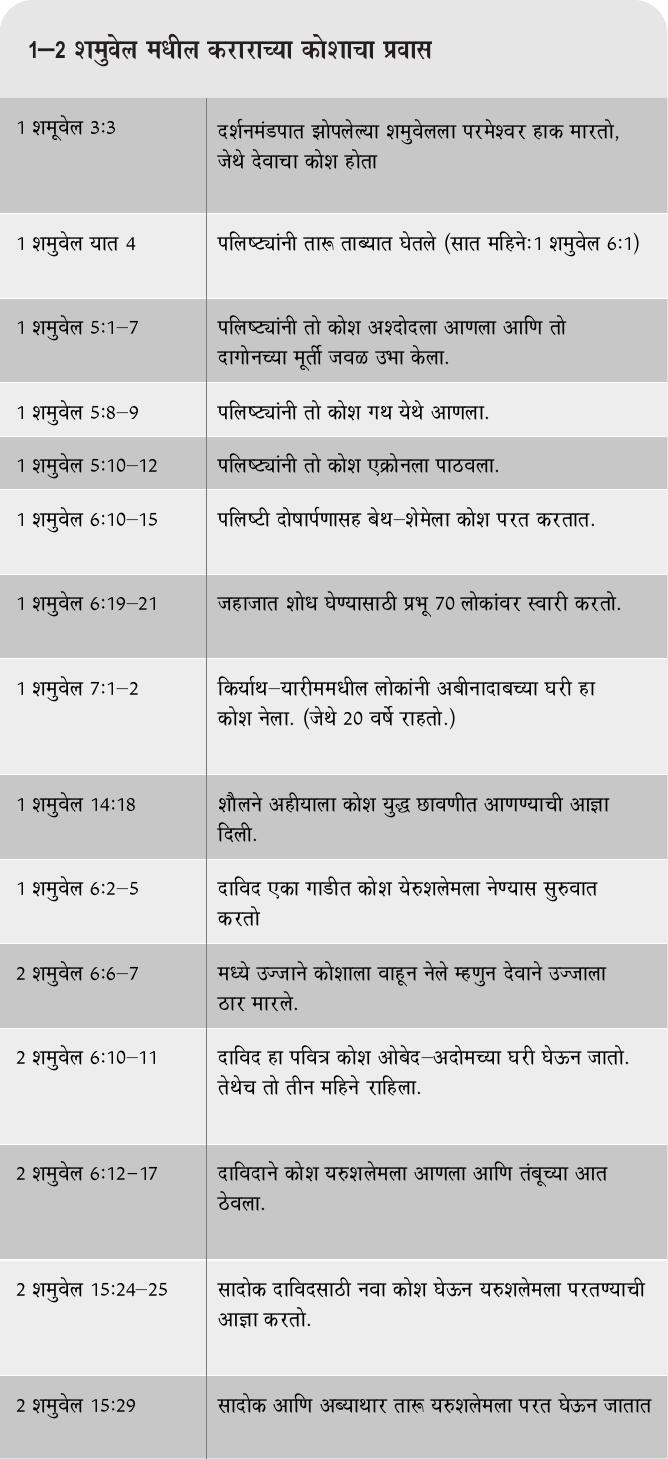 1–2 शमुवेल मधील कराराच्या कोशाचा प्रवास
1 शमूवेल 3:3
दर्शनमंडपात झोपलेल्या शमुवेलला परमेश्वर हाक मारतो,
जेथे देवाचा कोश होता
1 शमुवेल यात 4
पलिष्ट्यांनी तारू ताब्यात घेतले (सात महिने:1 शमुवेल 6:1)
1 शमुवेल 5:1–7
पलिष्ट्यांनी तो कोश अश्दोदला आणला आणि तो
दागोनच्या मूर्ती जवळ उभा केला.
1 शमुवेल 5:8–9
पलिष्ट्यांनी तो कोश गथ येथे आणला.
1 शमुवेल 5:10–12
पलिष्ट्यांनी तो कोश एक्रोनला पाठवला.
1 शमुवेल 6:10–15
पलिष्टी दोषार्पणासह बेथ–शेमेला कोश परत करतात.
1 शमुवेल 6:19–21
जहाजात शोध घेण्यासाठी प्रभू 70 लोकांवर स्वारी करतो.
1 शमुवेल 7:1–2
किर्याथ–यारीममधील लोकांनी अबीनादाबच्या घरी हा
कोश नेला. (जेथे 20 वर्षे राहतो.)
1 शमुवेल 14:18
शौलने अहीयाला कोश युद्ध छावणीत आणण्याची आज्ञा
दिली.
1 शमुवेल 6:2–5
दाविद एका गाडीत कोश येरुशलेमला नेण्यास सुरुवात
करतो
2 शमुवेल 6:6–7
मध्ये उज्जाने कोशाला वाहून नेले म्हणुन देवाने उज्जाला
ठार मारले.
2 शमुवेल 6:10–11
दाविद हा पवित्र कोश ओबेद–अदोमच्या घरी घेऊन जातो.
तेथेच तो तीन महिने राहिला.
2 शमुवेल 6:12–17
दाविदाने कोश यरुशलेमला आणला आणि तंबूच्या आत
ठेवला.
2 शमुवेल 15:24–25
सादोक दाविदसाठी नवा कोश घेऊन यरुशलेमला परतण्याची
आज्ञा करतो.
2 शमुवेल 15:29
सादोक आणि अब्याथार तारू यरुशलेमला परत घेऊन जातात